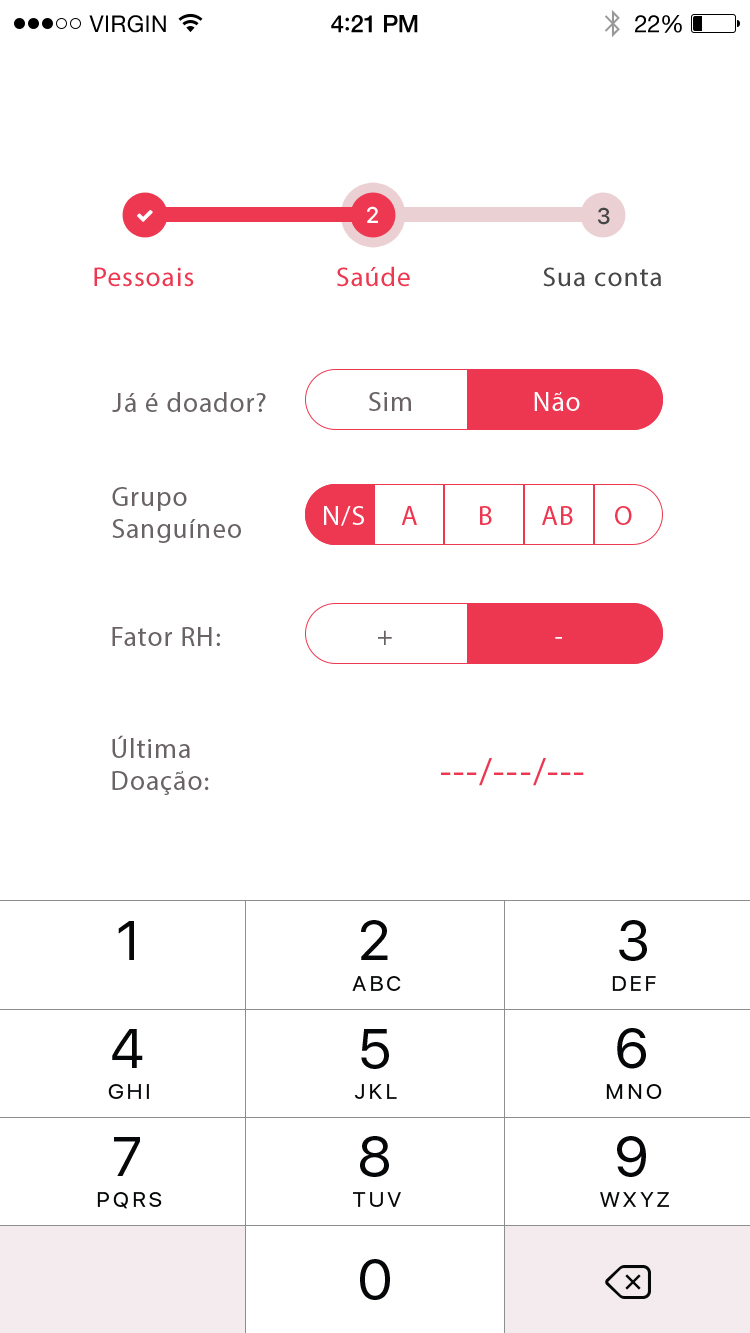 VIRGIN 4:21 PM 22%
2 3
Pessoais Saúde Sua conta
Já é doador? Sim Não
Grupo
Sanguíneo
N/S A B AB O
Fator RH: + -
Última
Doação:
---/---/---
1 2 3
ABC DEF
4 5 6
GHI JKL MNO
7 8 9
PQRS TUV WXYZ
0